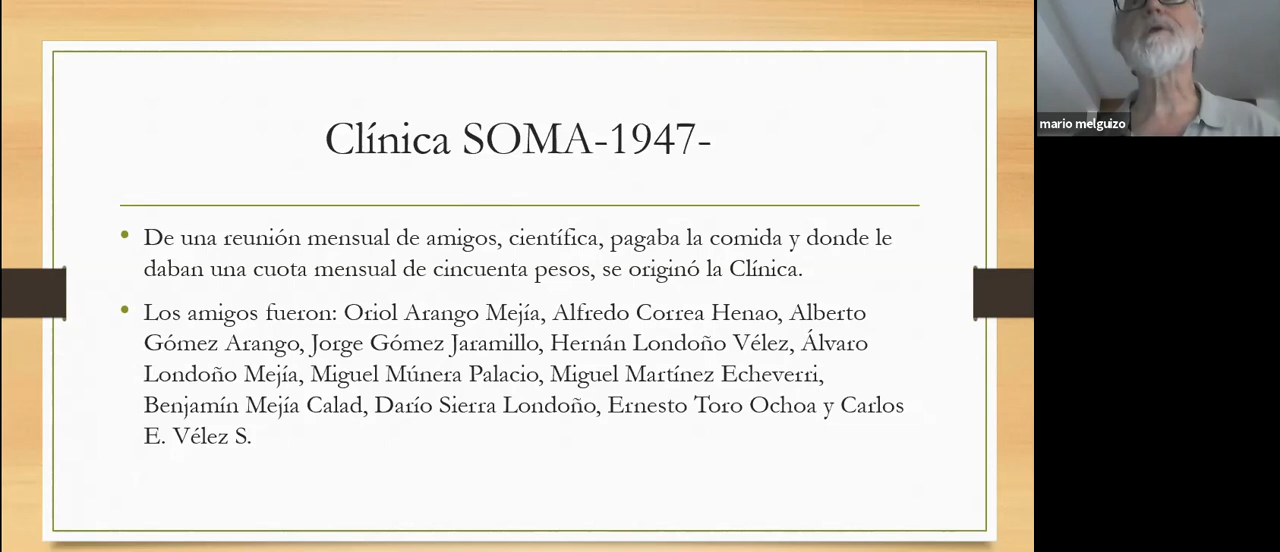 Clínica SOMA-1947-
De una reunión mensual de amigos, científica, pagaba la comida y donde le
daban una cuota mensual de cincuenta pesos, se originó la Clínica.
Los amigos fueron: Oriol Arango Mejía, Alfredo Correa Henao, Alberto
Gómez Arango, Jorge Gómez Jaramillo, Hernán Londoño Vélez, Álvaro
Londoño Mejía, Miguel Múnera Palacio, Miguel Martínez Echeverri,
Benjamín Mejía Calad, Darío Sierra Londoño, Ernesto Toro Ochoa y Carlos
E. Vélez S.
mario melguizo